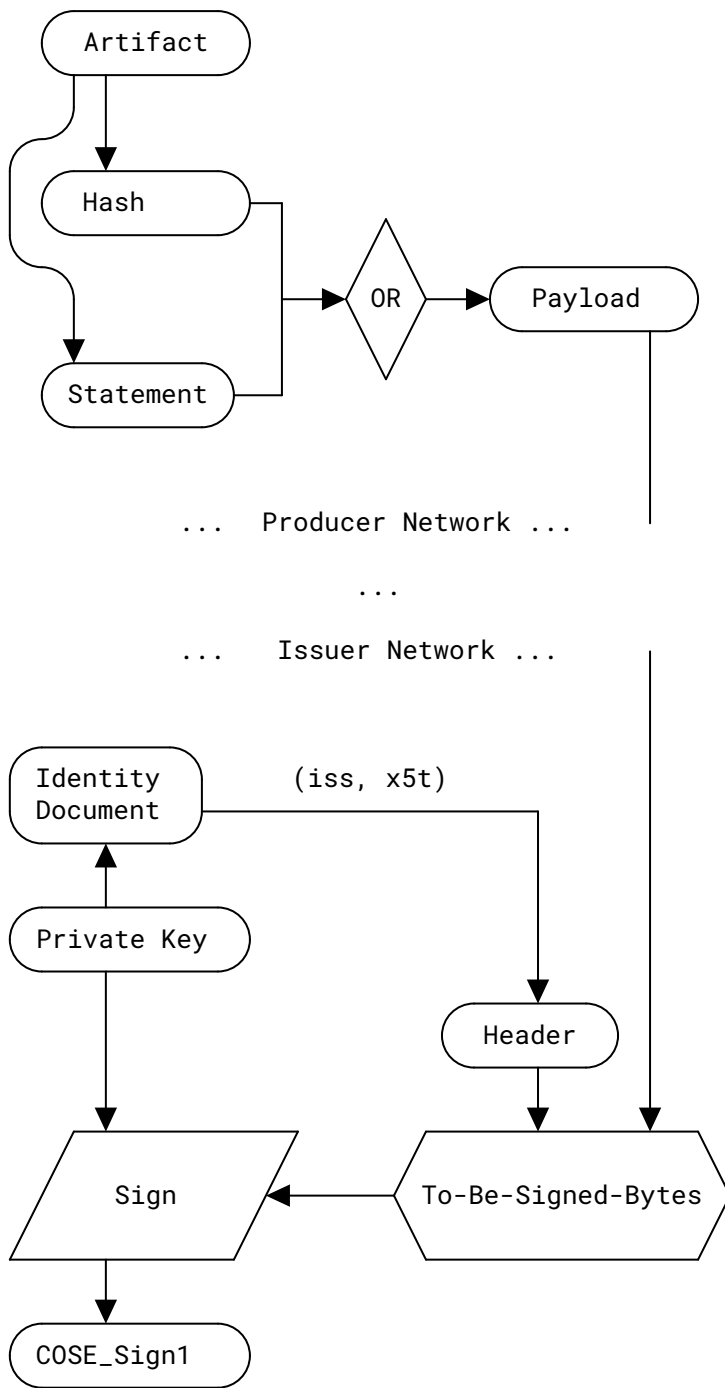 Artifact
Hash
OR
Payload
Statement
... Producer Network ...
...
... Issuer Network ...
Identity
Document
(iss, x5t)
Private Key
Header
Sign
To-Be-Signed-Bytes
COSE_Sign1